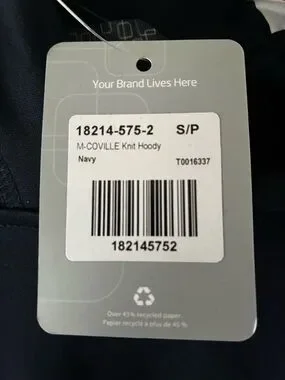 Your Brand Lives Here
18214-575-2 S/P
M-COVILLE Knit Hoody
Navy T0016337
182145752
Over 45% recycled paper
Papier recyclé à plus de 45 %